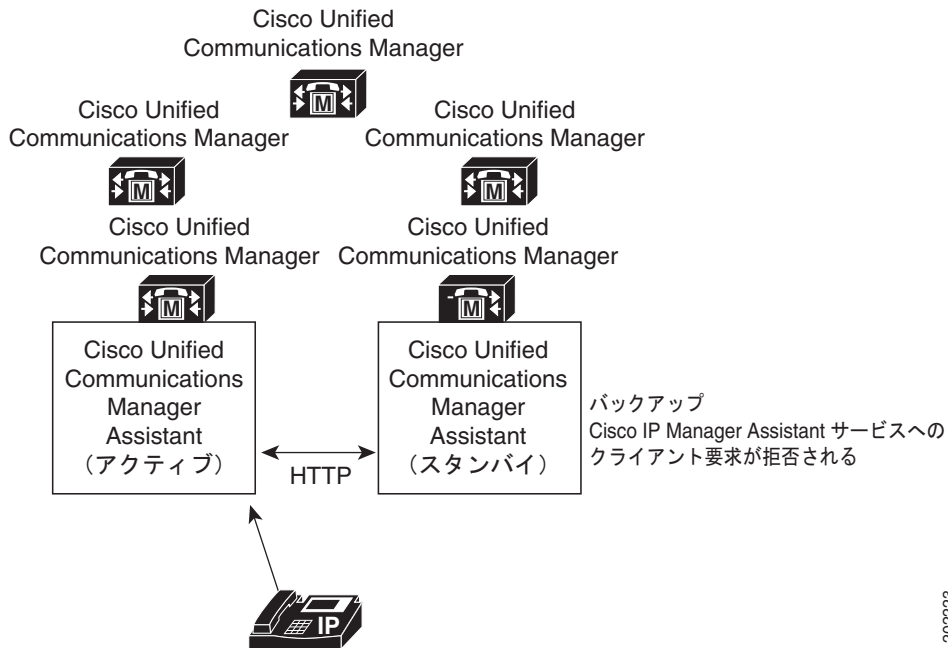 Cisco Unified
Communications Manager
M
Cisco Unified
Communications Manager
Cisco Unified
Communications Manager
M
M
Cisco Unified
Communications Manager
Cisco Unified
Communications Manager
M
M
Cisco Unified
Communications
Manager
Assistant
（アクティブ）
HTTP
Cisco Unified
Communications
Manager
Assistant
（スタンバイ）
バックアップ
Cisco IP Manager Assistant サービスへの
クライアント要求が拒否される
IP
202223